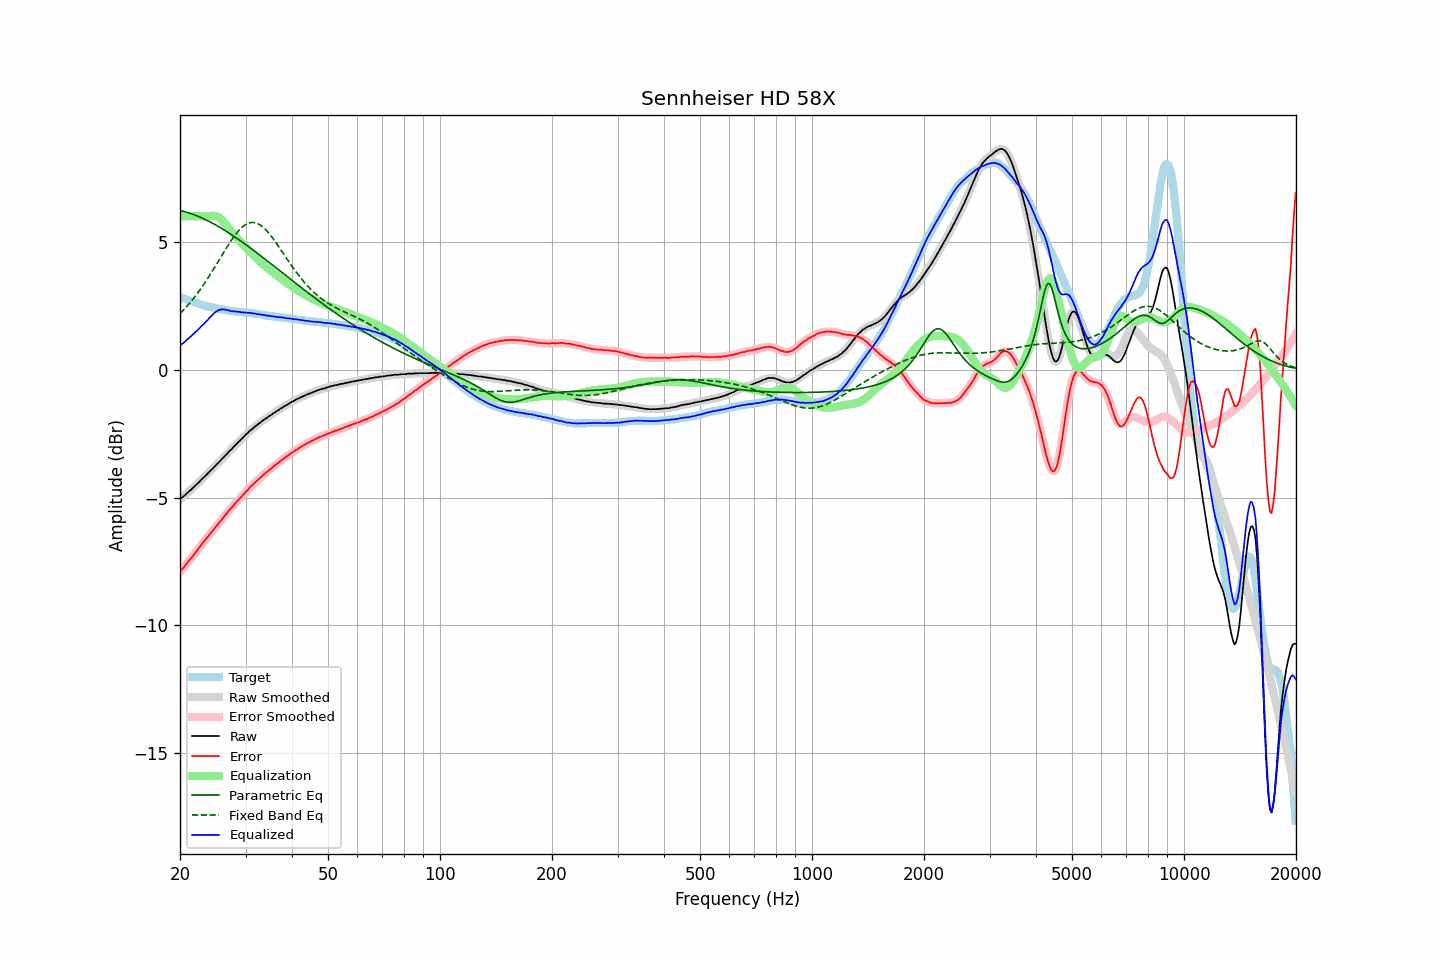 Sennheiser HD 58X
Amplitude (dBr)
5
0
−5
−10
−15
Target
Raw Smoothed
Error Smoothed
Raw
Error
Equalization
Parametric Eq
Fixed Band Eq
Equalized
20 50 100 200 500 1000 2000 5000 10000 20000
Frequency (Hz)